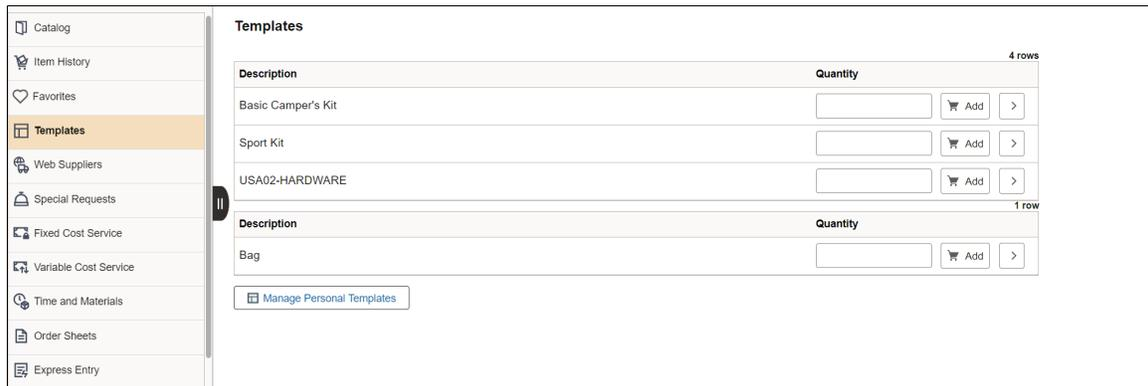 Catalog
Item History
Favorites
Templates
Web Suppliers
Special Requests
Fixed Cost Service
Variable Cost Service
Time and Materials
Order Sheets
Express Entry
Templates
4 rows
Description Quantity
Basic Camper's Kit Add
Sport Kit Add
USA02-HARDWARE Add
1 row
Description Quantity
Bag Add
Manage Personal Templates